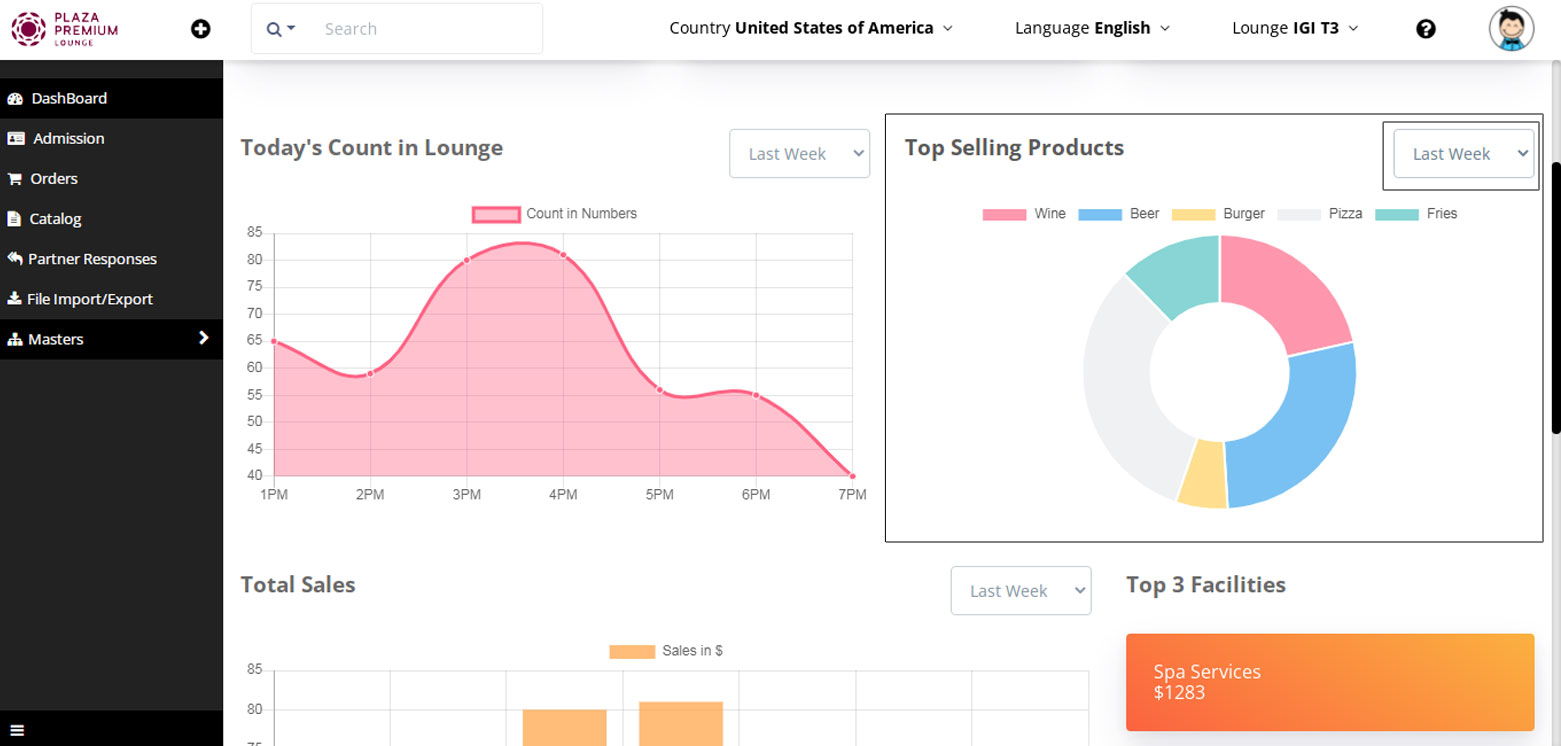 PLAZA
PREMIUM
LOUNGE
Search
Country United States of America
Language English
Lounge IGI T3
DashBoard
Admission
Orders
Catalog
Partner Responses
File Import/Export
Masters
Today's Count in Lounge
Last Week
Count in Numbers
85
80
75
70
65
60
55
50
45
40
1PM 2PM 3PM 4PM 5PM 6PM 7PM
Top Selling Products
Last Week
Wine Beer Burger Pizza Fries
Total Sales
Last Week
Sales in $
85
80
75
Top 3 Facilities
Spa Services
$1283